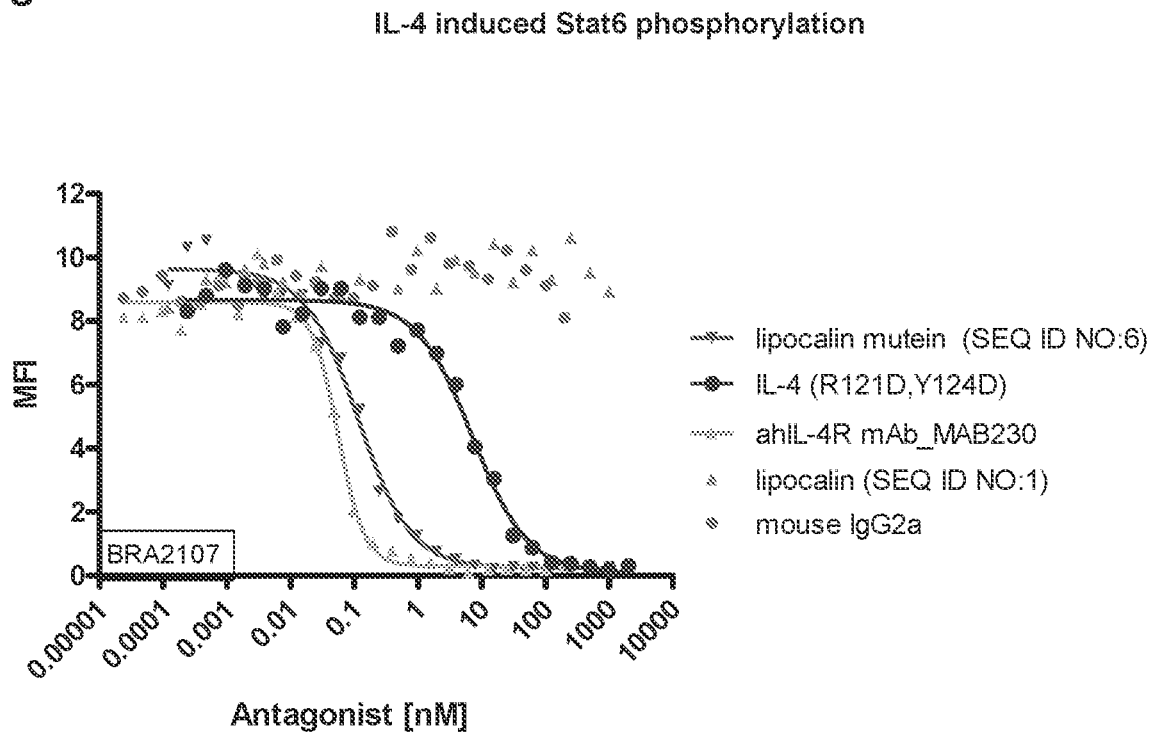 IL-4 induced Stat6 phosphorylation
12
10
8
6
4
2
0
MFI
BRA2107
0.00001
0.0001
0.001
0.01
0.1
1
10
100
1000
10000
Antagonist [nM]
lipocalin mutein (SEQ ID NO:6)
IL-4 (R121D,Y124D)
ahIL-4R mAb_MAB230
lipocalin (SEQ ID NO:1)
mouse IgG2a